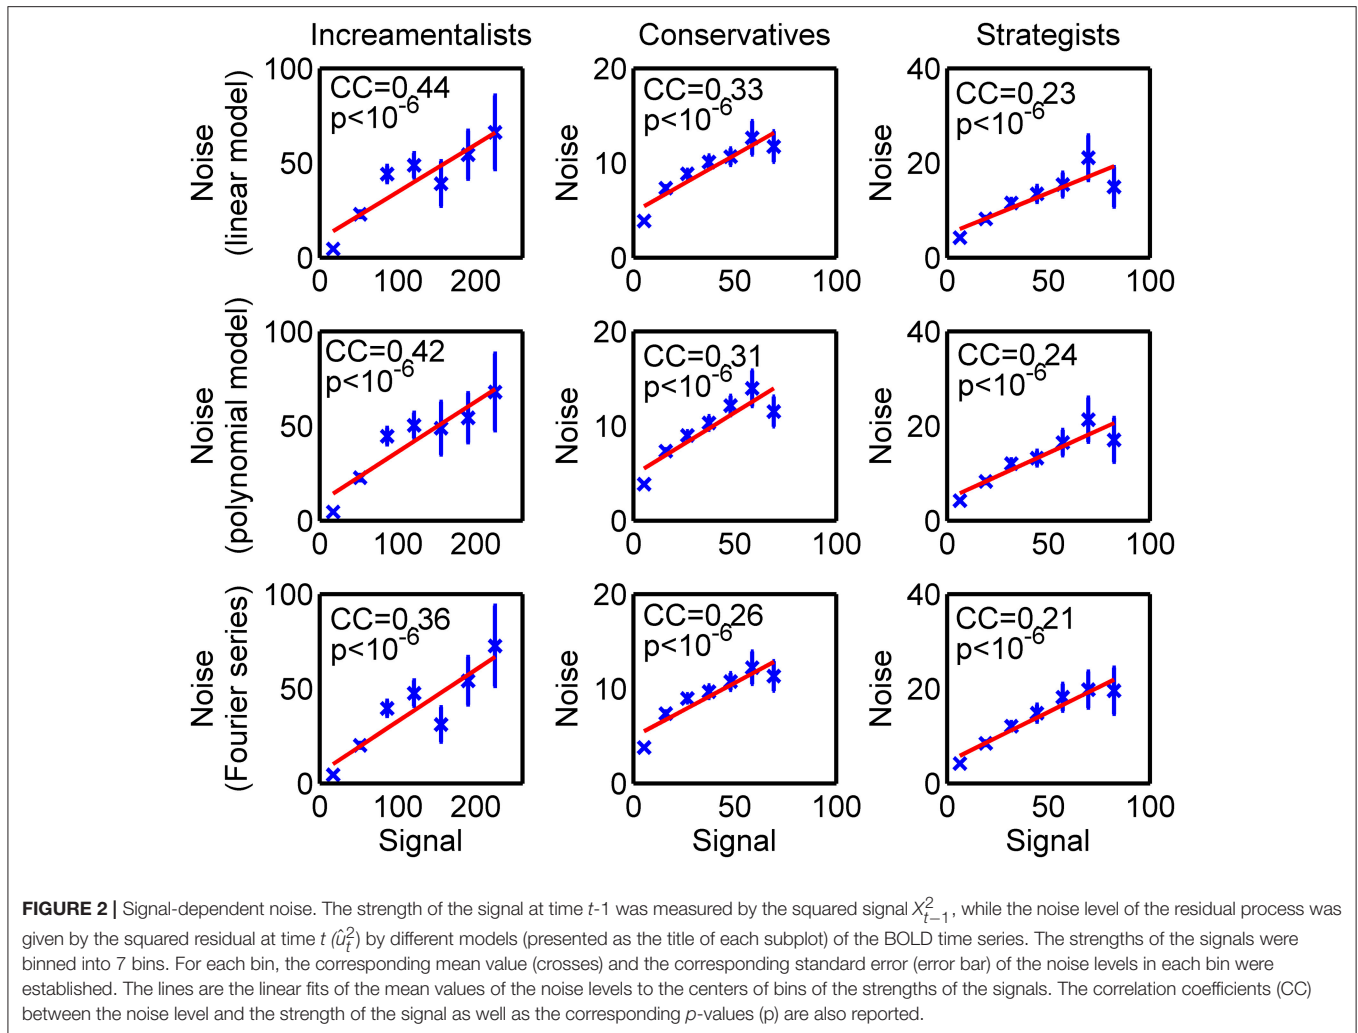 Increamentalists
Conservatives
Strategists
Noise
(linear model)
100
50
0
0 100 200
CC=0.44
p<10^-6
Noise
20
10
0
0 50 100
CC=0.33
p<10^-6
Noise
40
20
0
0 50 100
CC=0.23
p<10^-6
Noise
(polynomial model)
100
50
0
0 100 200
CC=0.42
p<10^-6
Noise
20
10
0
0 50 100
CC=0.31
p<10^-6
Noise
40
20
0
0 50 100
CC=0.24
p<10^-6
Noise
(Fourier series)
100
50
0
0 100 200
CC=0.36
p<10^-6
Signal
Noise
20
10
0
0 50 100
CC=0.26
p<10^-6
Signal
Noise
40
20
0
0 50 100
CC=0.21
p<10^-6
Signal
FIGURE 2 | Signal-dependent noise. The strength of the signal at time t-1 was measured by the squared signal X²ₜ₋₁, while the noise level of the residual process was
given by the squared residual at time t (û²ₜ) by different models (presented as the title of each subplot) of the BOLD time series. The strengths of the signals were
binned into 7 bins. For each bin, the corresponding mean value (crosses) and the corresponding standard error (error bar) of the noise levels in each bin were
established. The lines are the linear fits of the mean values of the noise levels to the centers of bins of the strengths of the signals. The correlation coefficients (CC)
between the noise level and the strength of the signal as well as the corresponding p-values (p) are also reported.